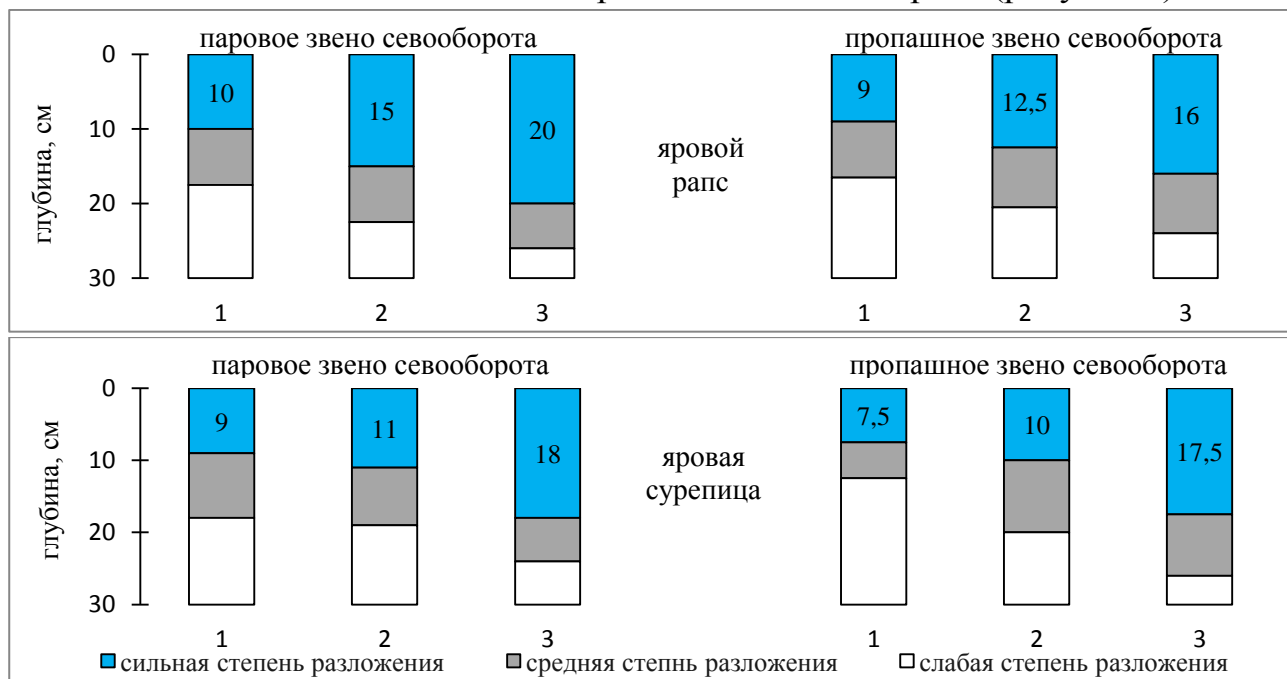 паровое звено севооборота
пропашное звено севооборота
0
10
20
30
глубина, см
10
15
20
9
12,5
16
яровой
рапс
1
2
3
1
2
3
паровое звено севооборота
пропашное звено севооборота
0
10
20
30
глубина, см
9
11
18
7,5
10
17,5
яровая
сурепица
1
2
3
1
2
3
сильная степень разложения
средняя степнь разложения
слабая степень разложения